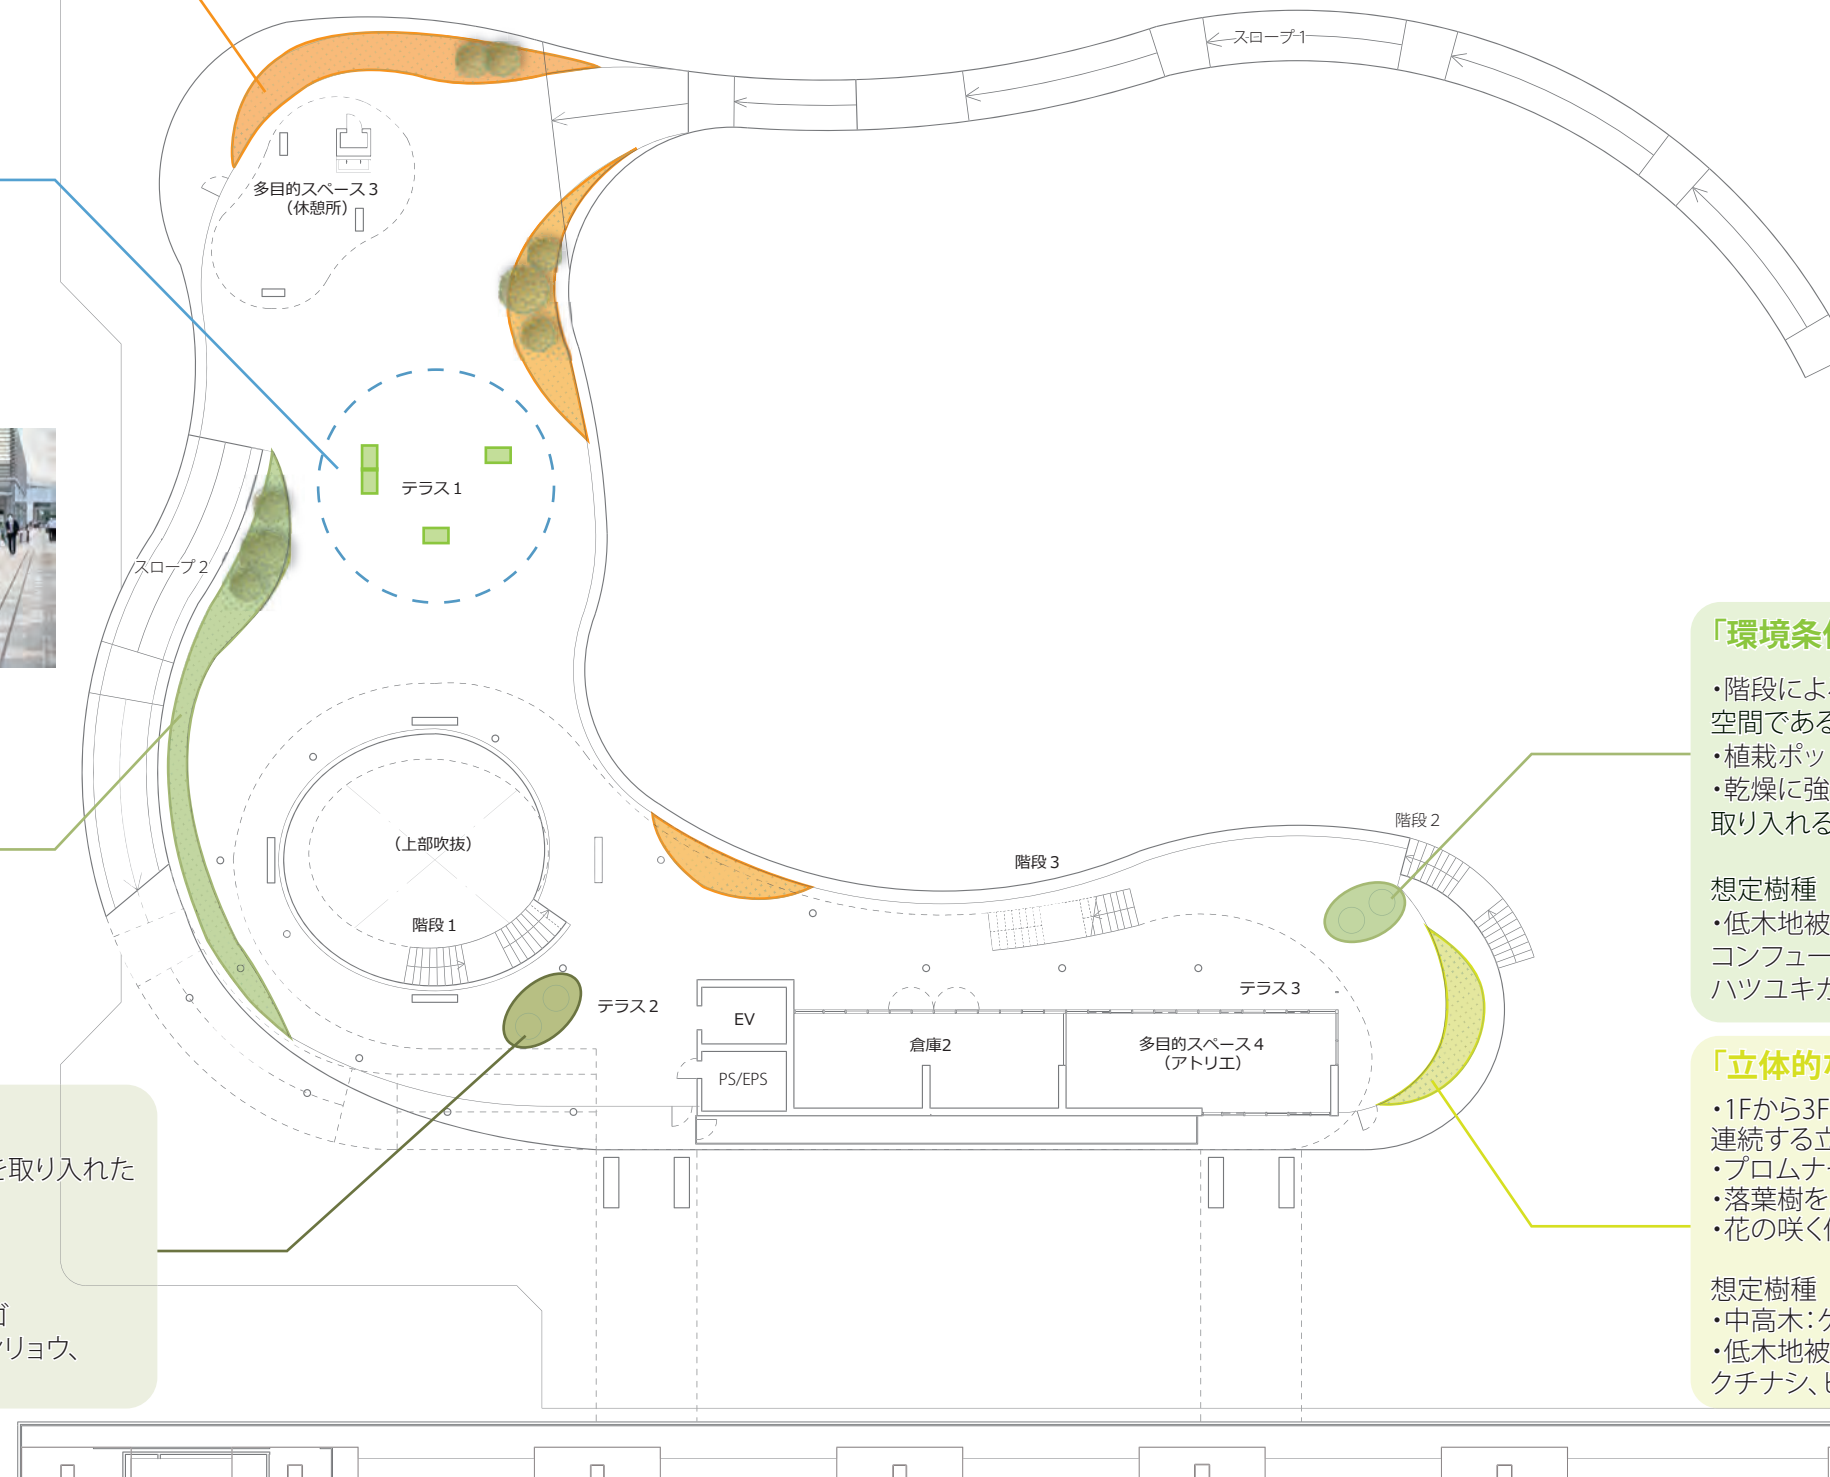 スロープ1
多目的スペース3
（休憩所）
テラス1
スロープ2
（上部吹抜）
階段1
テラス2
EV
PS/EPS
倉庫2
多目的スペース4
（アトリエ）
テラス3
階段3
階段2
「環境条
・階段によ
空間である
・植栽ポッ
・乾燥に強
取り入れる
想定樹種
・低木地被
コンフュー
ハツユキカ
「立体的な
・1Fから3F
連続する立
・プロムナー
・落葉樹を
・花の咲く
想定樹種
・中高木：ケ
・低木地被
クチナシ、ヒ
を取り入れた
ゴ
リョウ、